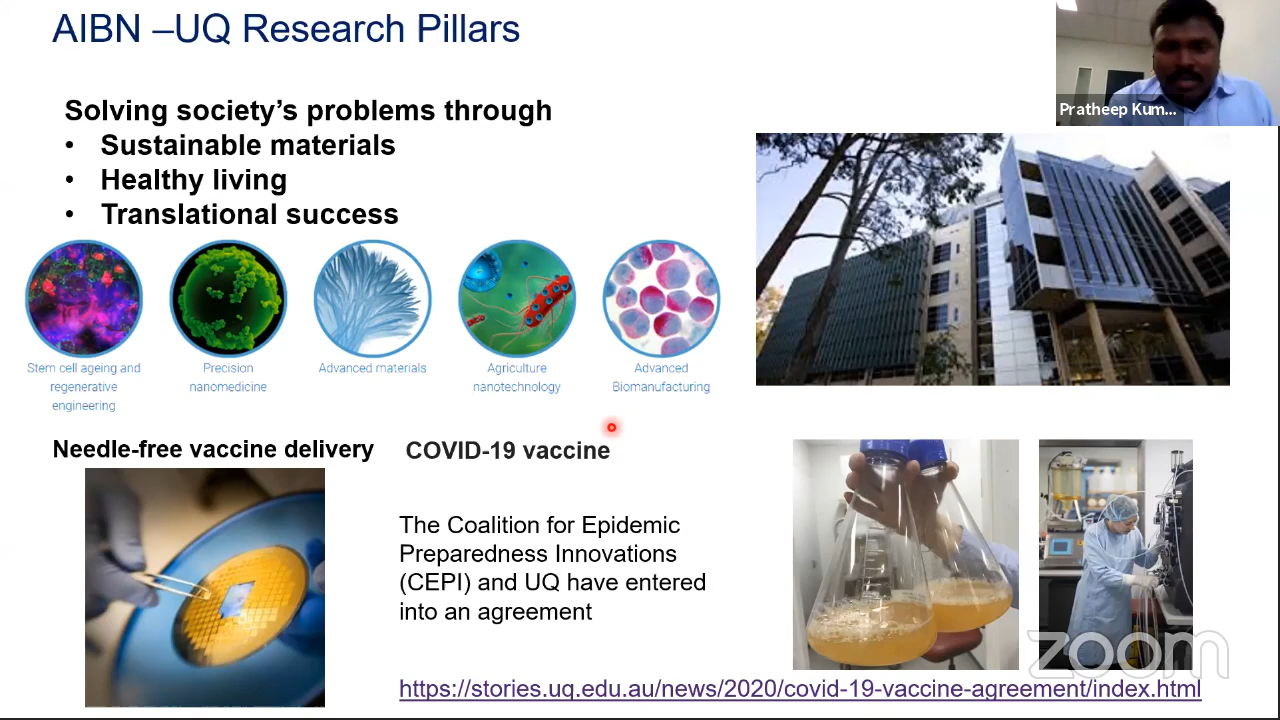 AIBN –UQ Research Pillars
Pratheep Kum...
Solving society's problems through
• Sustainable materials
• Healthy living
• Translational success
Stem cell ageing and
regenerative
engineering
Precision
nanomedicine
Advanced materials
Agriculture
nanotechnology
Advanced
Biomanufacturing
Needle-free vaccine delivery
COVID-19 vaccine
The Coalition for Epidemic
Preparedness Innovations
(CEPI) and UQ have entered
into an agreement
zoom
https://stories.uq.edu.au/news/2020/covid-19-vaccine-agreement/index.html